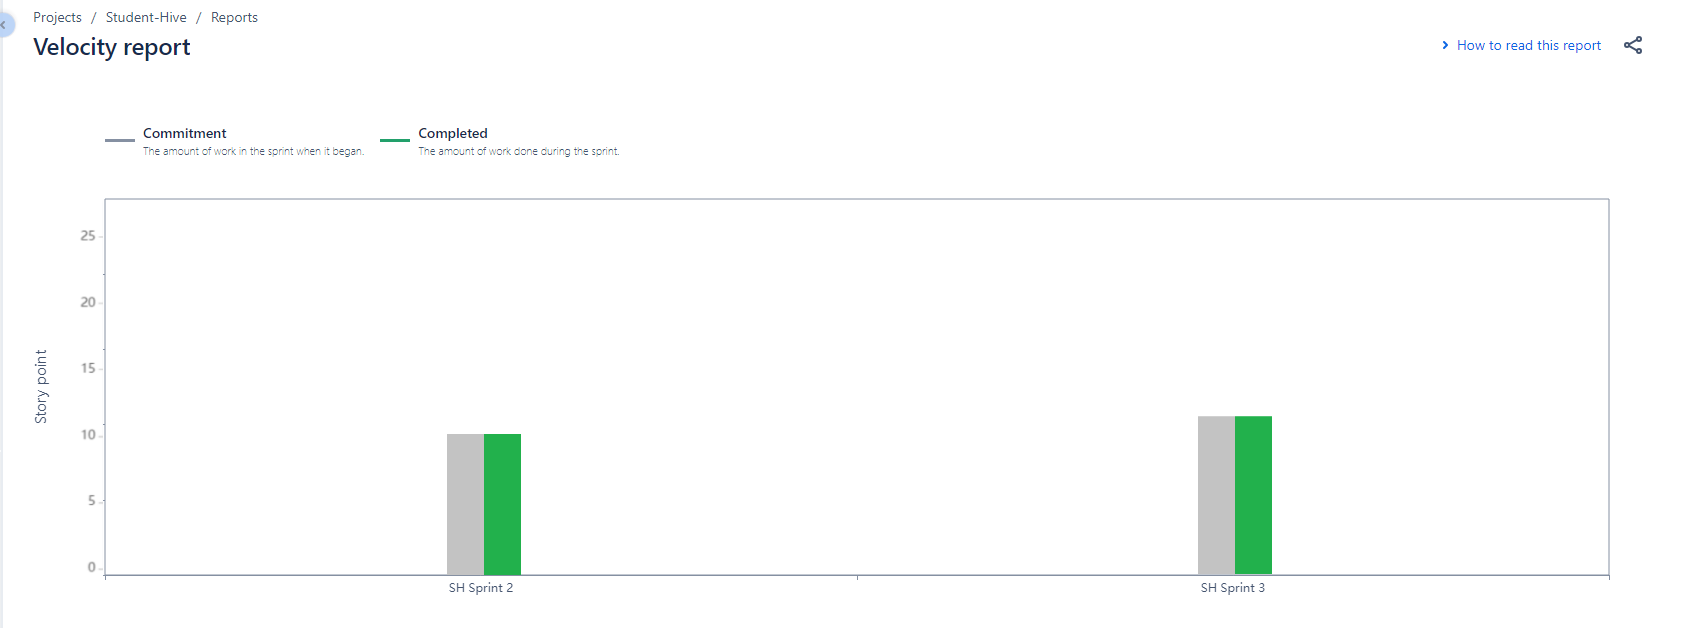 Projects / Student-Hive / Reports
Velocity report
How to read this report
Commitment
The amount of work in the sprint when it began.
Completed
The amount of work done during the sprint.
25
20
15
10
5
0
Story point
SH Sprint 2
SH Sprint 3